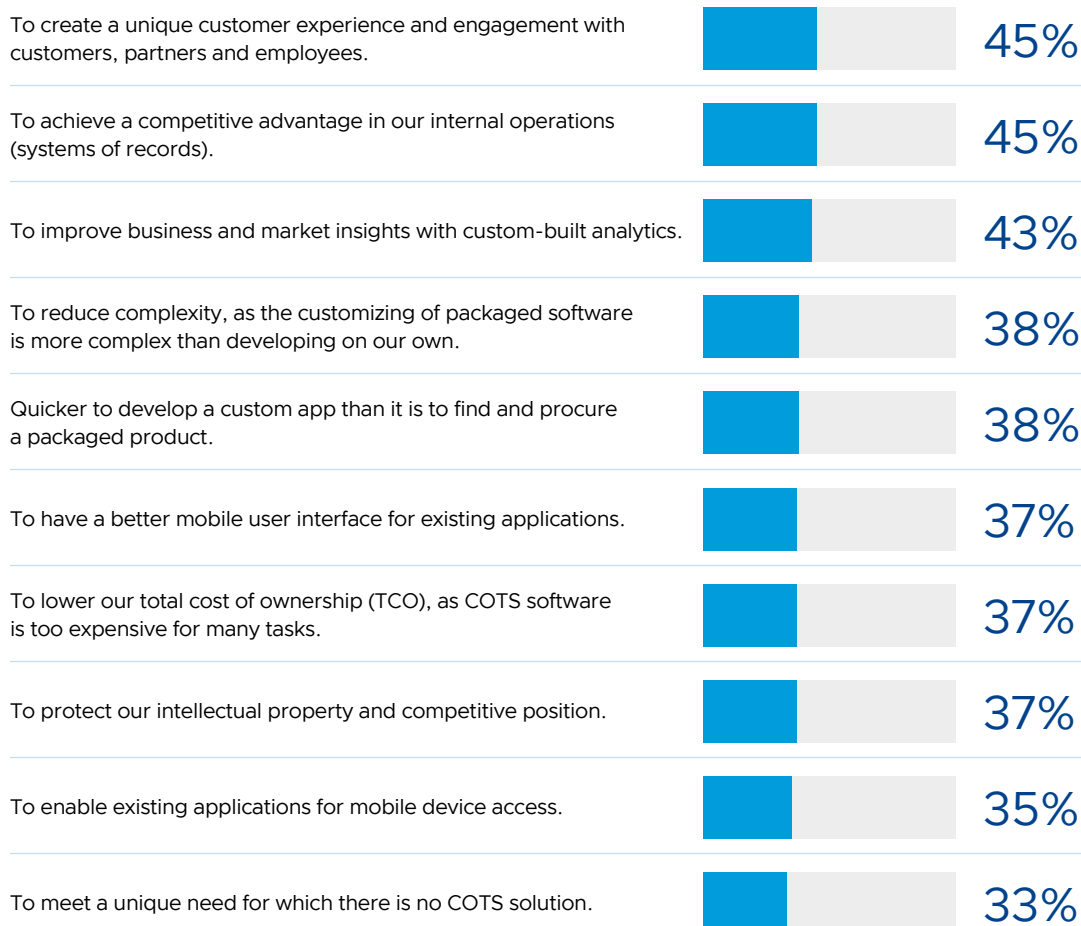 To create a unique customer experience and engagement with
customers, partners and employees.
45%
To achieve a competitive advantage in our internal operations
(systems of records).
45%
To improve business and market insights with custom-built analytics.
43%
To reduce complexity, as the customizing of packaged software
is more complex than developing on our own.
38%
Quicker to develop a custom app than it is to find and procure
a packaged product.
38%
To have a better mobile user interface for existing applications.
37%
To lower our total cost of ownership (TCO), as COTS software
is too expensive for many tasks.
37%
To protect our intellectual property and competitive position.
37%
To enable existing applications for mobile device access.
35%
To meet a unique need for which there is no COTS solution.
33%